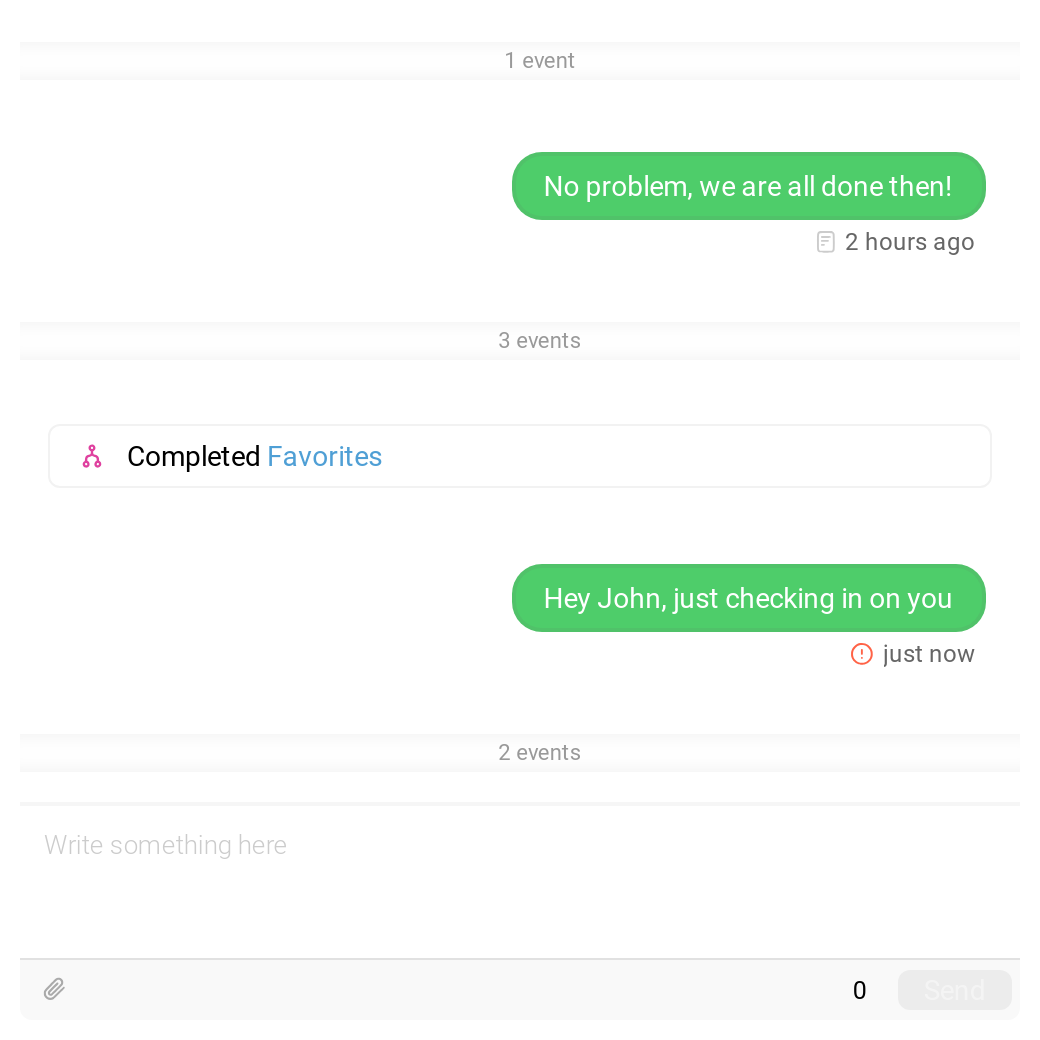 1 event
No problem, we are all done then!
2 hours ago
3 events
Completed Favorites
Hey John, just checking in on you
just now
2 events
Write something here
0 Send